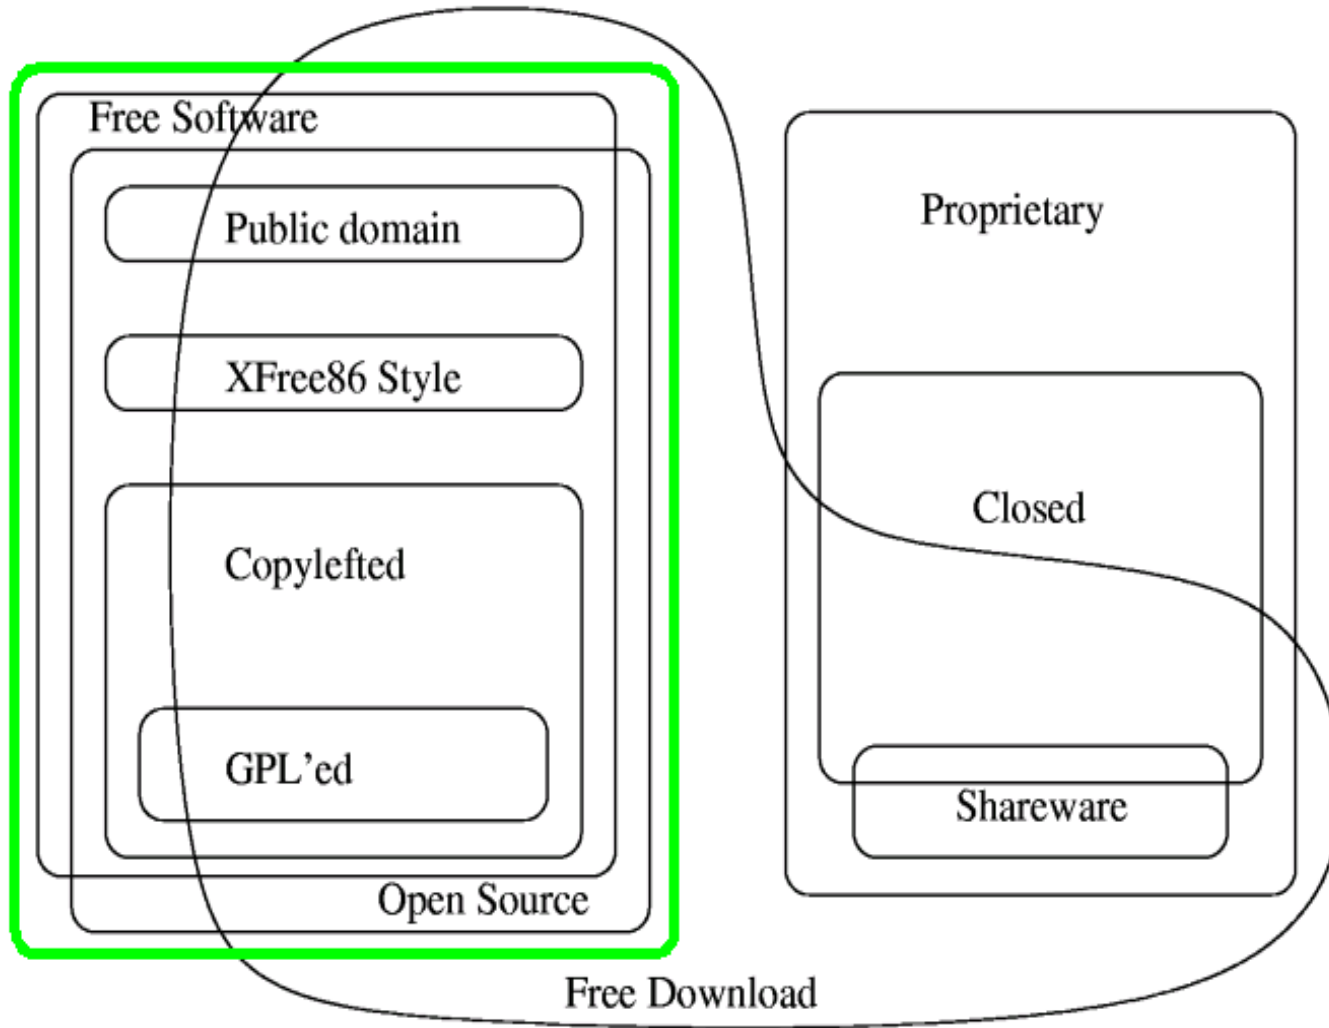 Free Software
Public domain
XFree86 Style
Copylefted
GPL'ed
Open Source
Proprietary
Closed
Shareware
Free Download